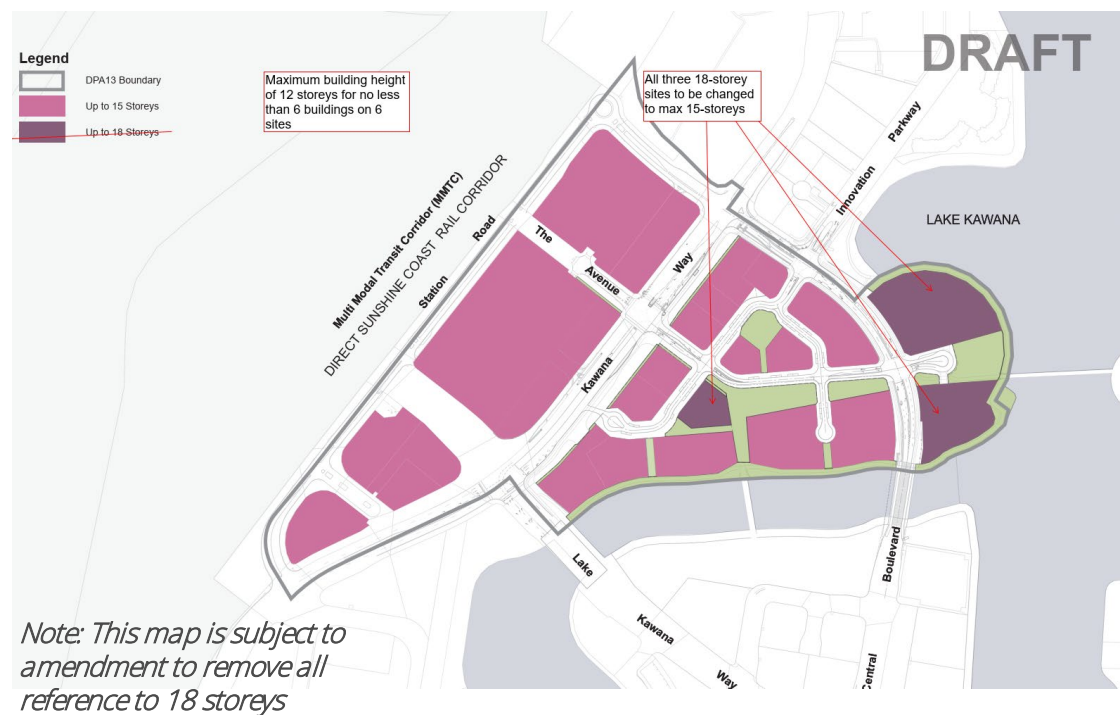 DRAFT
Legend
DPA13 Boundary
Up to 15 Storeys
Up to 18 Storeys
Maximum building height
of 12 storeys for no less
than 6 buildings on 6
sites
All three 18-storey
sites to be changed
to max 15-storeys
Innovation Parkway
LAKE KAWANA
Multi Modal Transit Corridor (MMTC)
DIRECT SUNSHINE COAST RAIL CORRIDOR
Station Road
The Avenue
Kawana Way
Lake Kawana Way
Central Boulevard
Note: This map is subject to
amendment to remove all
reference to 18 storeys